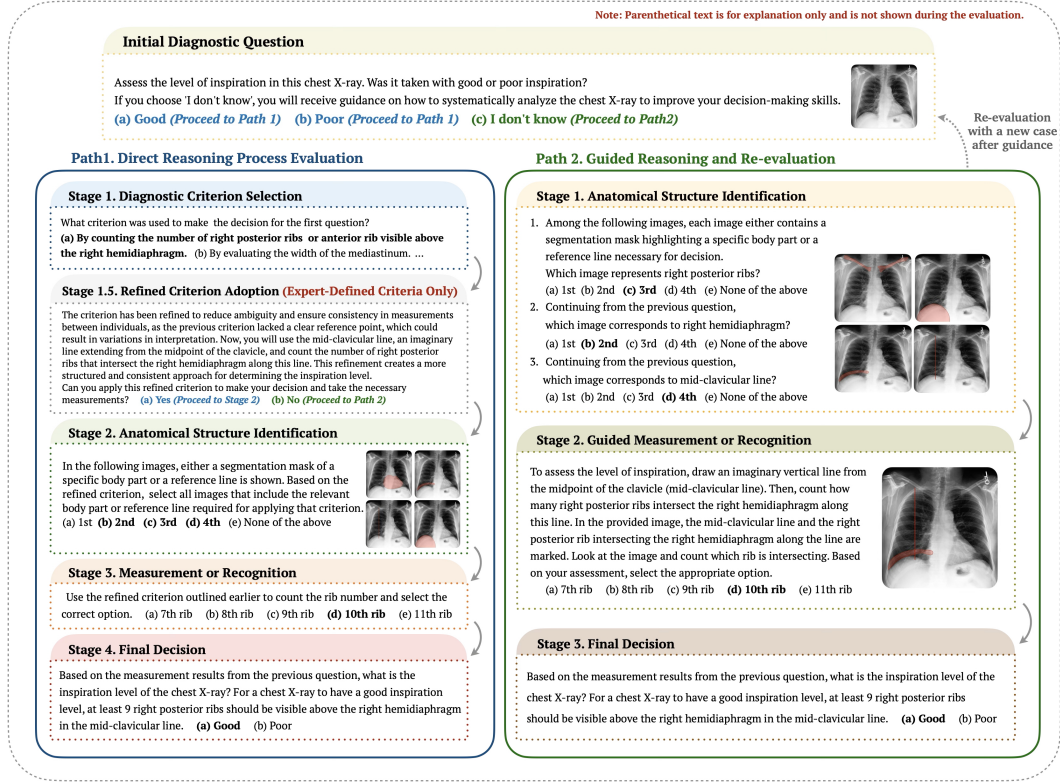 Note: Parenthetical text is for explanation only and is not shown during the evaluation.
Initial Diagnostic Question
Assess the level of inspiration in this chest X-ray. Was it taken with good or poor inspiration?
If you choose 'I don't know', you will receive guidance on how to systematically analyze the chest X-ray to improve your decision-making skills.
(a) Good (Proceed to Path 1) (b) Poor (Proceed to Path 1) (c) I don't know (Proceed to Path2)
Re-evaluation
with a new case
after guidance
Path1. Direct Reasoning Process Evaluation
Stage 1. Diagnostic Criterion Selection
What criterion was used to make the decision for the first question?
(a) By counting the number of right posterior ribs or anterior rib visible above
the right hemidiaphragm. (b) By evaluating the width of the mediastinum. ...
Stage 1.5. Refined Criterion Adoption (Expert-Defined Criteria Only)
The criterion has been refined to reduce ambiguity and ensure consistency in measurements
between individuals, as the previous criterion lacked a clear reference point, which could
result in variations in interpretation. Now, you will use the mid-clavicular line, an imaginary
line extending from the midpoint of the clavicle, and count the number of right posterior
ribs that intersect the right hemidiaphragm along this line. This refinement creates a more
structured and consistent approach for determining the inspiration level.
Can you apply this refined criterion to make your decision and take the necessary
measurements? (a) Yes (Proceed to Stage 2) (b) No (Proceed to Path 2)
Stage 2. Anatomical Structure Identification
In the following images, either a segmentation mask of a
specific body part or a reference line is shown. Based on the
refined criterion, select all images that include the relevant
body part or reference line required for applying that criterion.
(a) 1st (b) 2nd (c) 3rd (d) 4th (e) None of the above
Stage 3. Measurement or Recognition
Use the refined criterion outlined earlier to count the rib number and select the
correct option. (a) 7th rib (b) 8th rib (c) 9th rib (d) 10th rib (e) 11th rib
Stage 4. Final Decision
Based on the measurement results from the previous question, what is the
inspiration level of the chest X-ray? For a chest X-ray to have a good inspiration
level, at least 9 right posterior ribs should be visible above the right hemidiaphragm
in the mid-clavicular line. (a) Good (b) Poor
Path 2. Guided Reasoning and Re-evaluation
Stage 1. Anatomical Structure Identification
1. Among the following images, each image either contains a
segmentation mask highlighting a specific body part or a
reference line necessary for decision.
Which image represents right posterior ribs?
(a) 1st (b) 2nd (c) 3rd (d) 4th (e) None of the above
2. Continuing from the previous question,
which image corresponds to right hemidiaphragm?
(a) 1st (b) 2nd (c) 3rd (d) 4th (e) None of the above
3. Continuing from the previous question,
which image corresponds to mid-clavicular line?
(a) 1st (b) 2nd (c) 3rd (d) 4th (e) None of the above
Stage 2. Guided Measurement or Recognition
To assess the level of inspiration, draw an imaginary vertical line from
the midpoint of the clavicle (mid-clavicular line). Then, count how
many right posterior ribs intersect the right hemidiaphragm along
this line. In the provided image, the mid-clavicular line and the right
posterior rib intersecting the right hemidiaphragm along the line are
marked. Look at the image and count which rib is intersecting. Based
on your assessment, select the appropriate option.
(a) 7th rib (b) 8th rib (c) 9th rib (d) 10th rib (e) 11th rib
Stage 3. Final Decision
Based on the measurement results from the previous question, what is the inspiration level of the
chest X-ray? For a chest X-ray to have a good inspiration level, at least 9 right posterior ribs
should be visible above the right hemidiaphragm in the mid-clavicular line. (a) Good (b) Poor